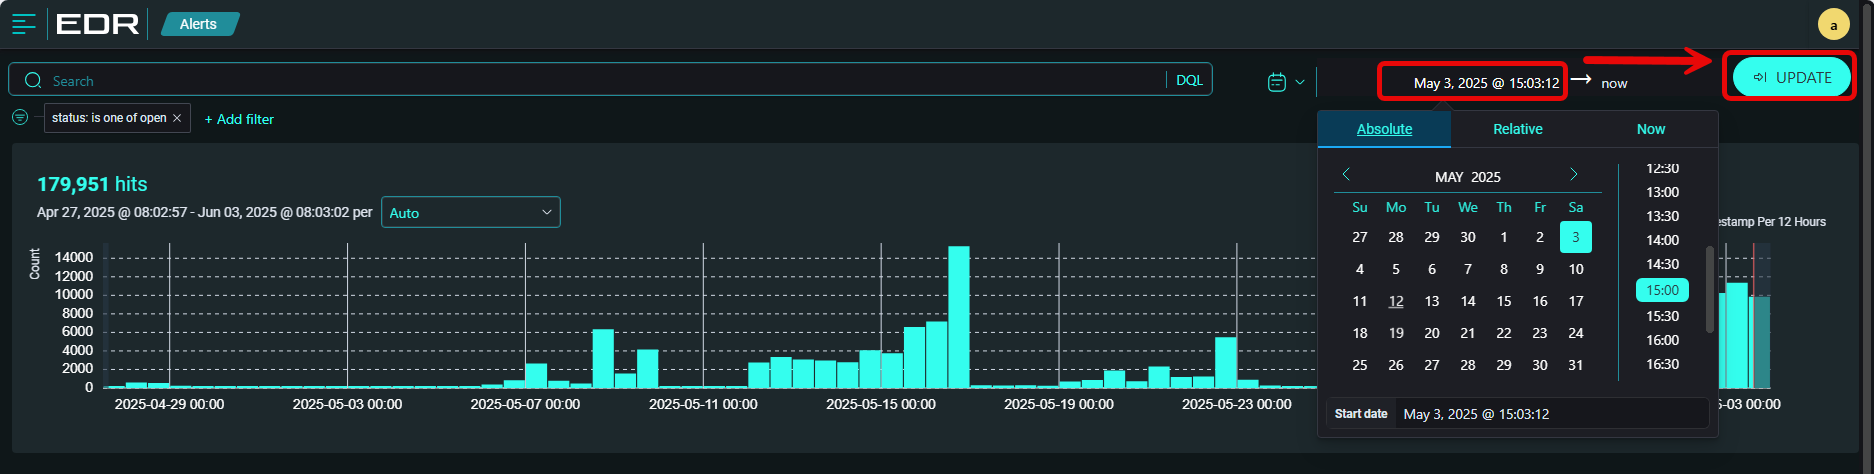 EDR
Alerts
a
Search
DQL
May 3, 2025 @ 15:03:12
now
UPDATE
status: is one of open
+ Add filter
Absolute
Relative
Now
179,951 hits
Apr 27, 2025 @ 08:02:57 - Jun 03, 2025 @ 08:03:02 per
Auto
estamp Per 12 Hours
Count
14000
12000
10000
8000
6000
4000
2000
0
2025-04-29 00:00
2025-05-03 00:00
2025-05-07 00:00
2025-05-11 00:00
2025-05-15 00:00
2025-05-19 00:00
2025-05-23 00:00
-03 00:00
MAY 2025
Su Mo Tu We Th Fr Sa
27 28 29 30 1 2 3
4 5 6 7 8 9 10
11 12 13 14 15 16 17
18 19 20 21 22 23 24
25 26 27 28 29 30 31
12:30
13:00
13:30
14:00
14:30
15:00
15:30
16:00
16:30
Start date
May 3, 2025 @ 15:03:12